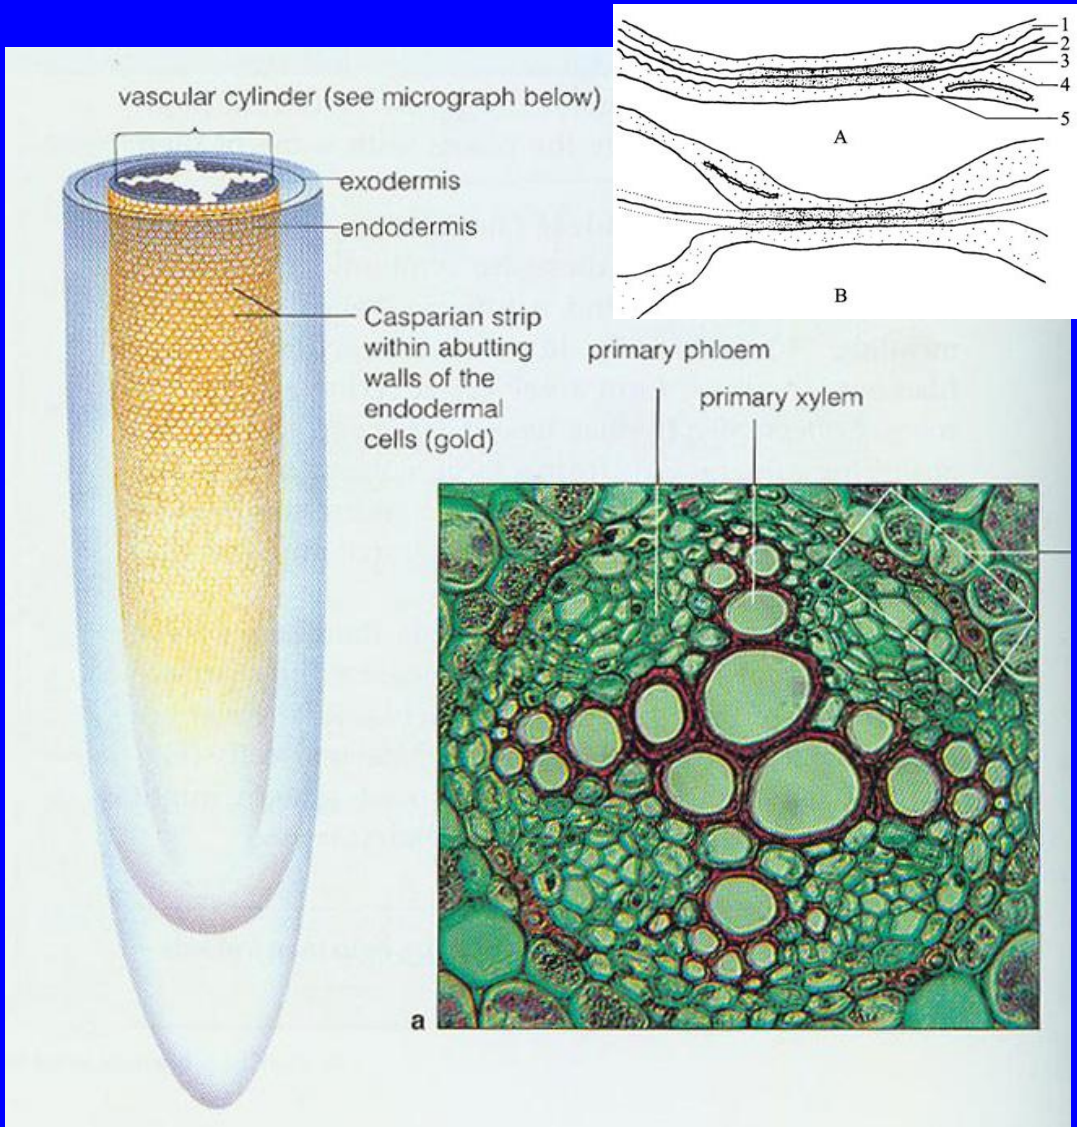 1
2
3
4
5
A
B
vascular cylinder (see micrograph below)
exodermis
endodermis
Casparian strip
within abutting
walls of the
endodermal
cells (gold)
primary phloem
primary xylem
a